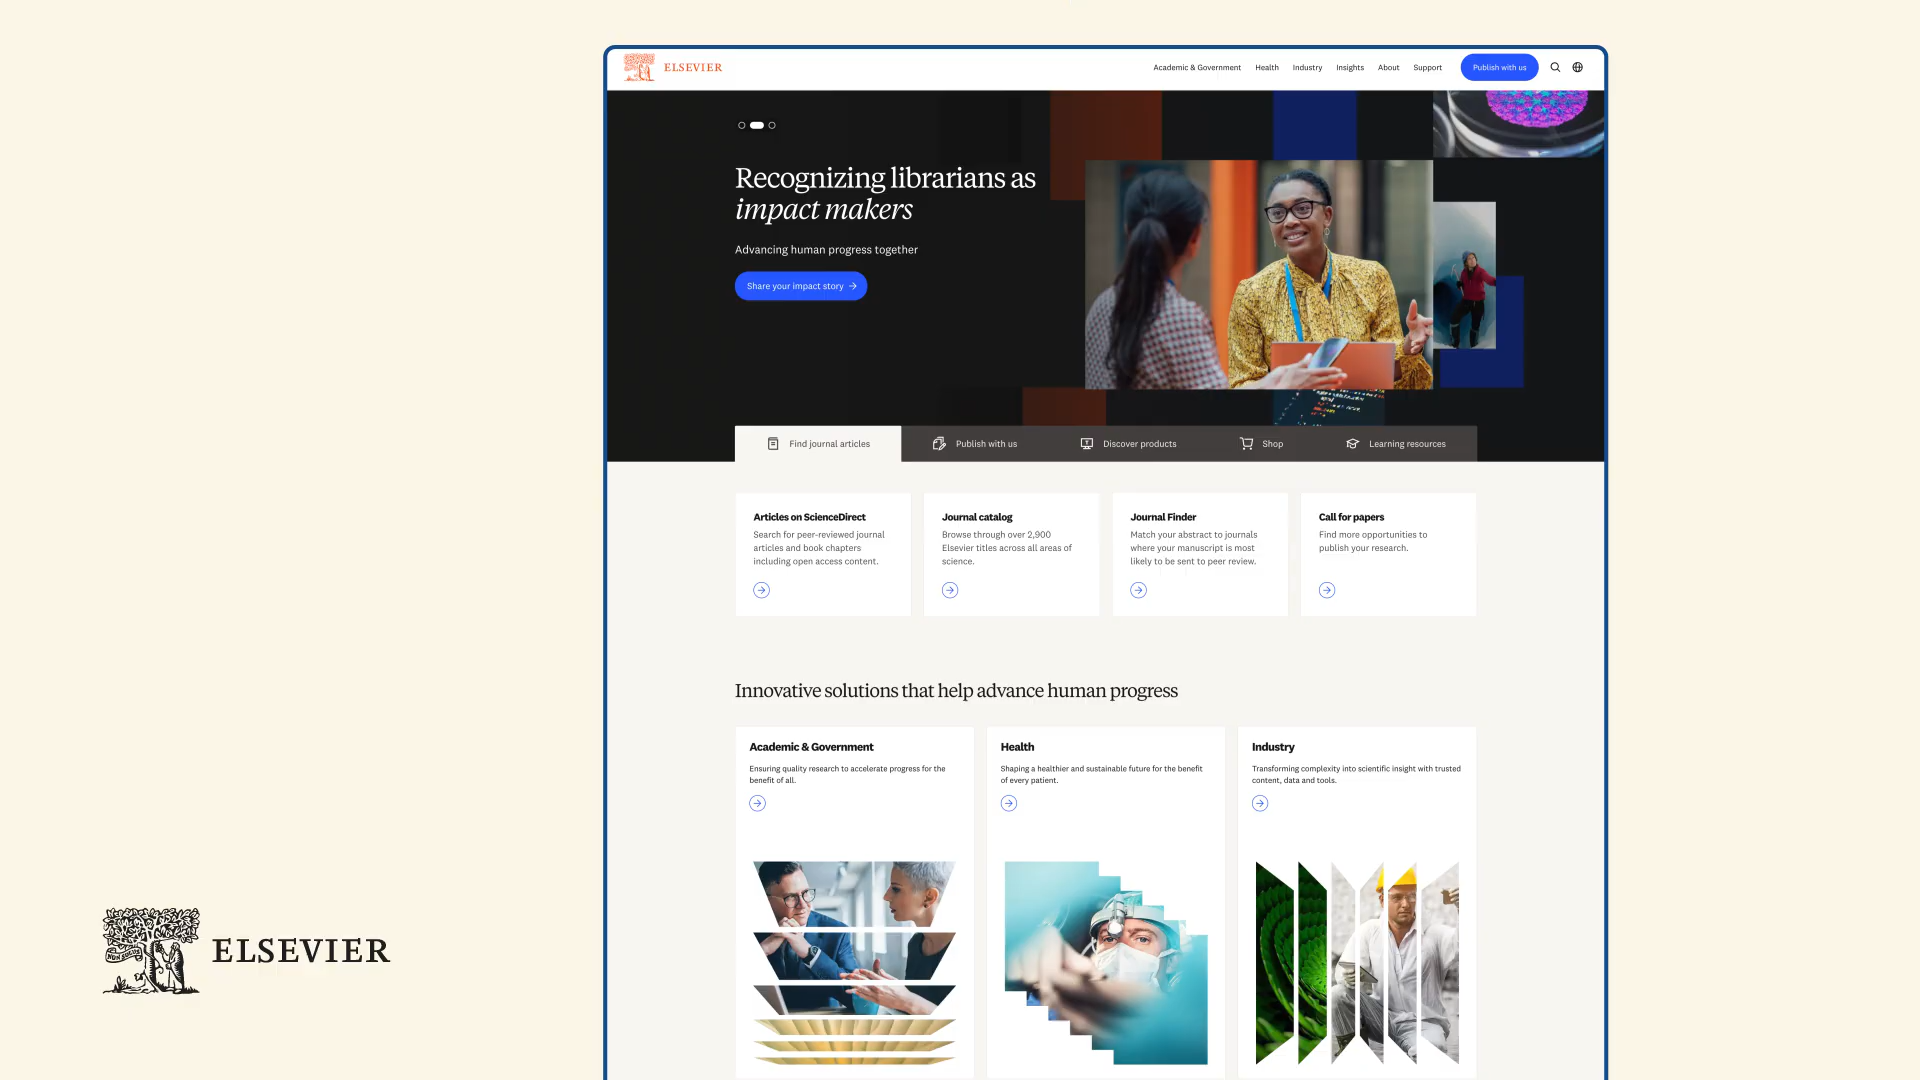 ELSEVIER
Academic & Government
Health
Industry
Insights
About
Support
Publish with us
Recognizing librarians as
impact makers
Advancing human progress together
Share your impact story
Find journal articles
Publish with us
Discover products
Shop
Learning resources
Articles on ScienceDirect
Search for peer-reviewed journal
articles and book chapters
including open access content.
Journal catalog
Browse through over 2,900
Elsevier titles across all areas of
science.
Journal Finder
Match your abstract to journals
where your manuscript is most
likely to be sent to peer review.
Call for papers
Find more opportunities to
publish your research.
Innovative solutions that help advance human progress
Academic & Government
Ensuring quality research to accelerate progress for the
benefit of all.
Health
Shaping a healthier and sustainable future for the benefit
of every patient.
Industry
Transforming complexity into scientific insight with trusted
content, data and tools.
NON SOLUS
ELSEVIER